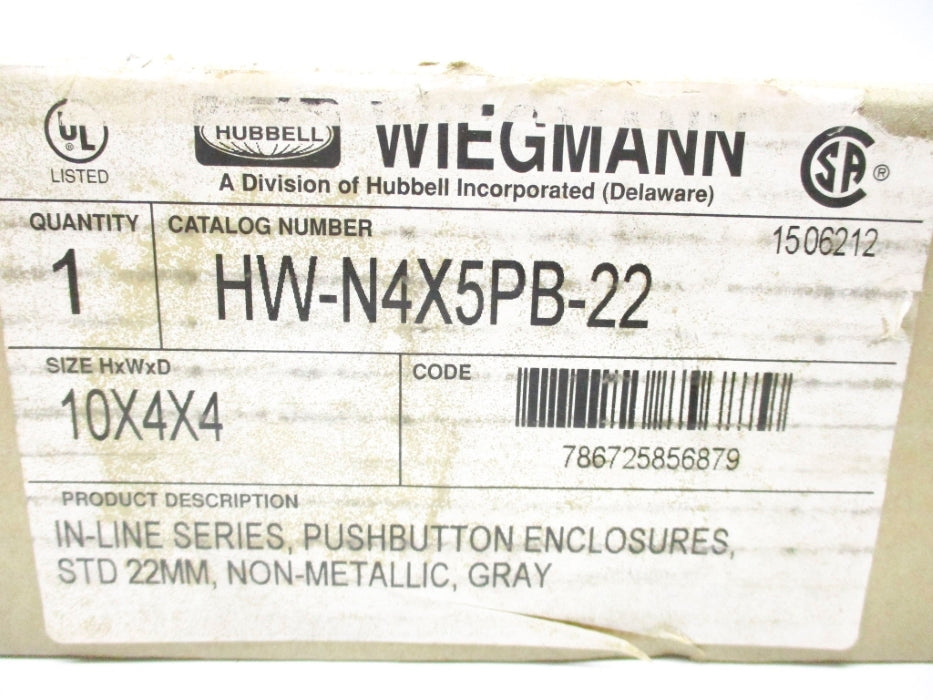 UL
®
LISTED
HUBBELL
WIEGMANN
A Division of Hubbell Incorporated (Delaware)
SA ®
QUANTITY
1
CATALOG NUMBER
1506212
HW-N4X5PB-22
SIZE HxWxD
10X4X4
CODE
786725856879
PRODUCT DESCRIPTION
IN-LINE SERIES, PUSHBUTTON ENCLOSURES,
STD 22MM, NON-METALLIC, GRAY